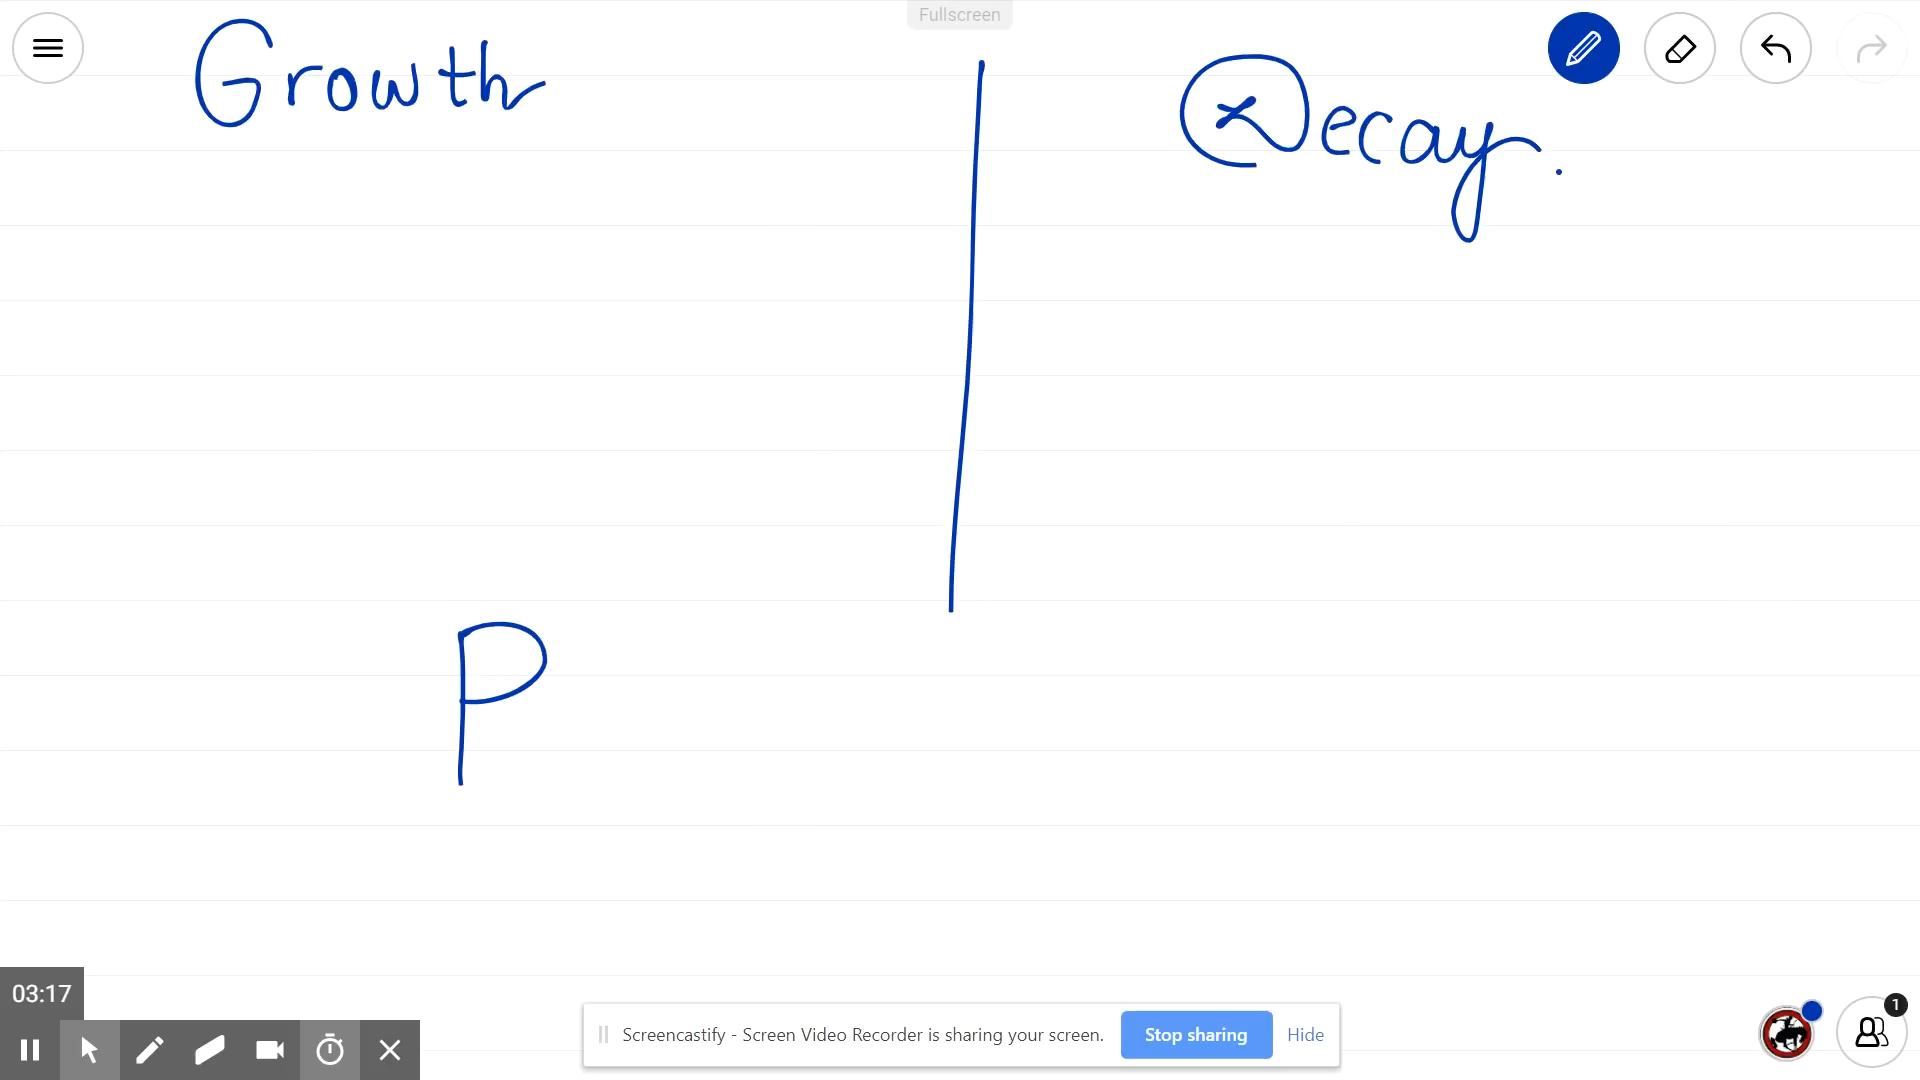 Fullscreen
Growth
Decay.
P
03:17
Screencastify - Screen Video Recorder is sharing your screen.
Stop sharing
Hide
1